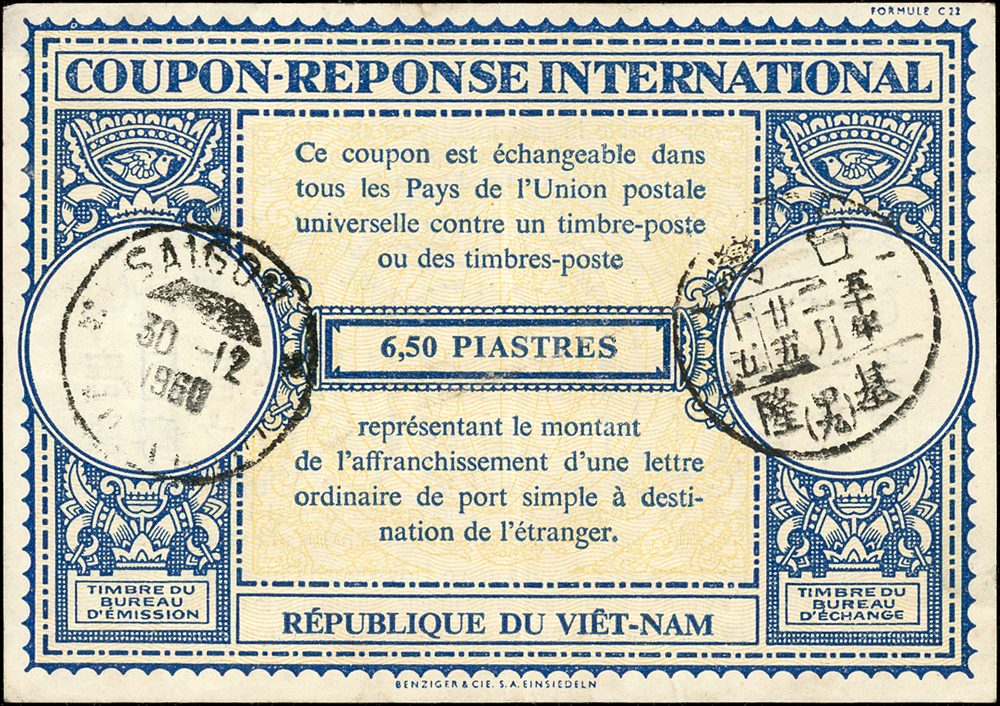 FORMULE C 22
COUPON-REPONSE INTERNATIONAL
Ce coupon est échangeable dans
tous les Pays de l'Union postale
universelle contre un timbre-poste
ou des timbres-poste
6,50 PIASTRES
représentant le montant
de l'affranchissement d'une lettre
ordinaire de port simple à desti-
nation de l'étranger.
SAIGON
30 -12
1960
台
基
隆
TIMBRE DU
BUREAU
D'ÉMISSION
TIMBRE DU
BUREAU
D'ÉCHANGE
RÉPUBLIQUE DU VIÊT-NAM
BENZIGER & CIE. S.A. EINSIEDELN